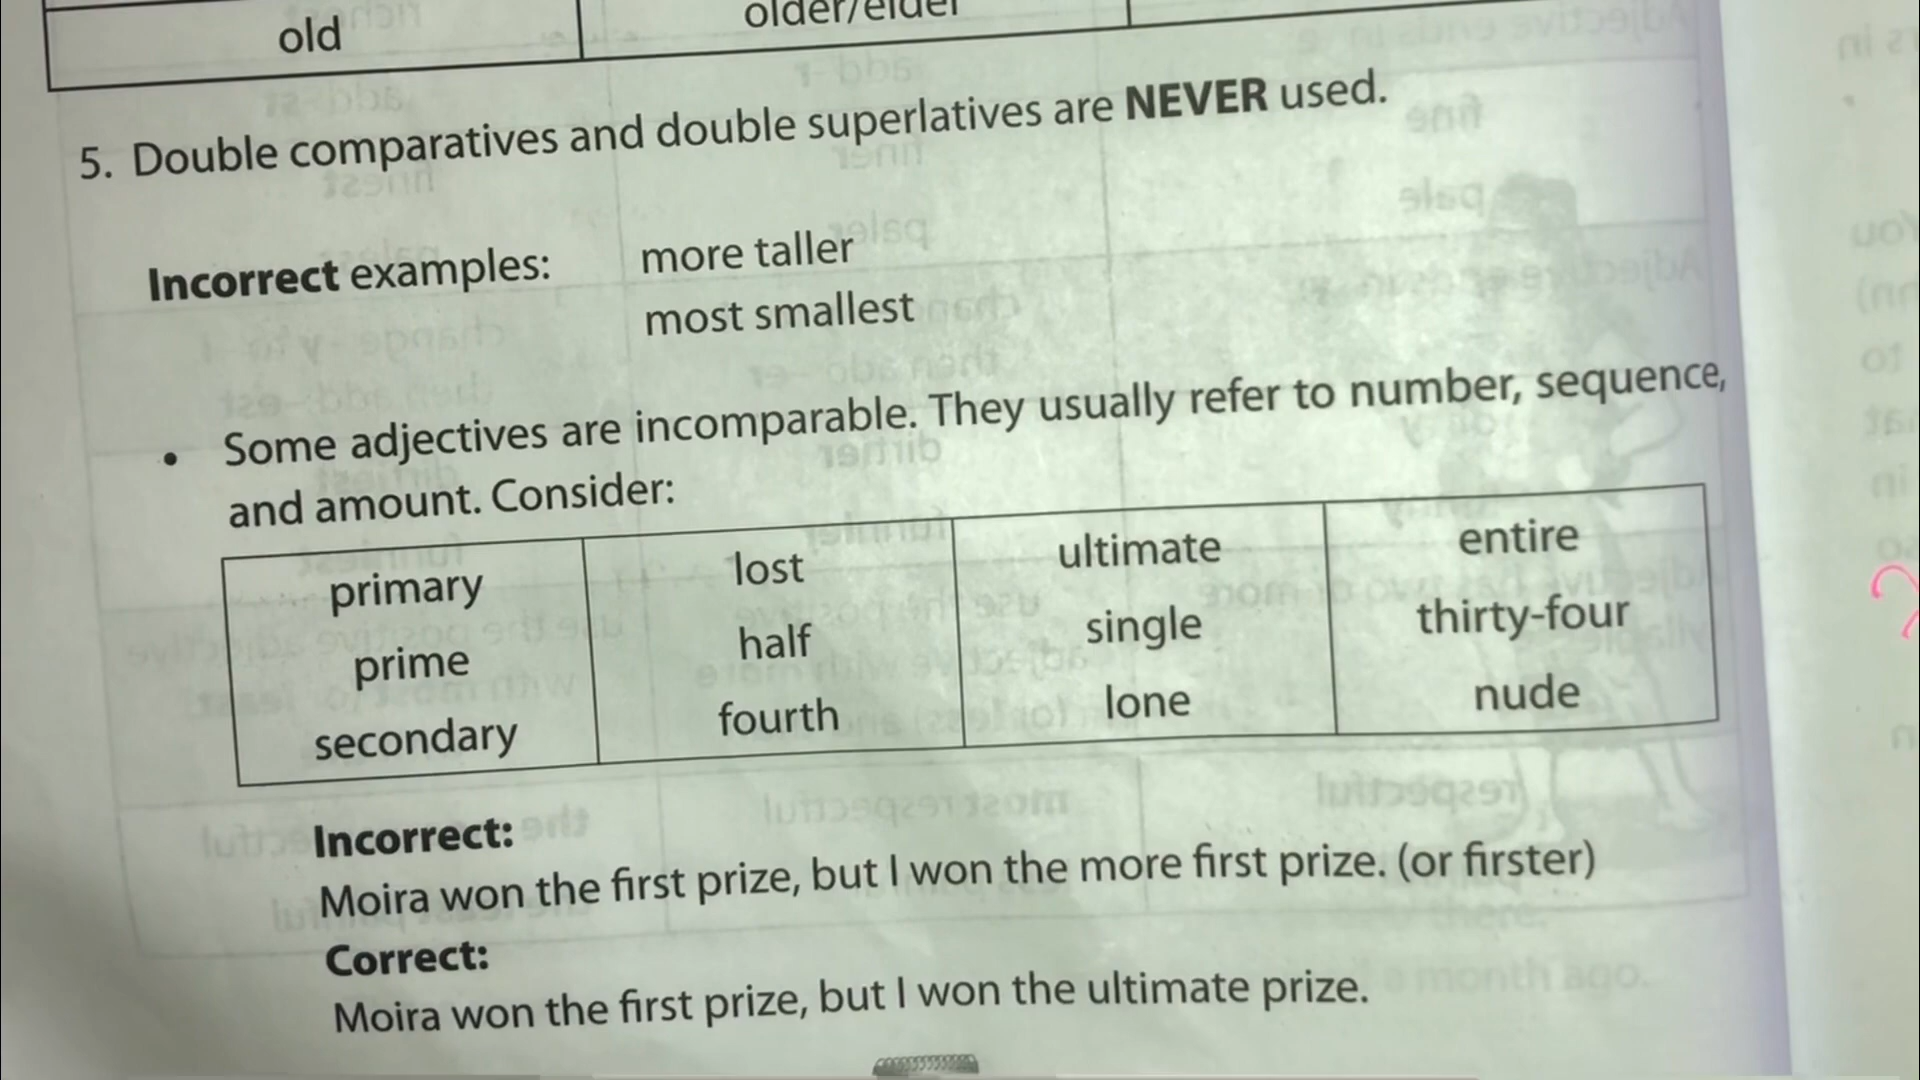 old older/elder
5. Double comparatives and double superlatives are NEVER used.
Incorrect examples: more taller
most smallest
• Some adjectives are incomparable. They usually refer to number, sequence,
and amount. Consider:
primary lost ultimate entire
prime half single thirty-four
secondary fourth lone nude
Incorrect:
Moira won the first prize, but I won the more first prize. (or firster)
Correct:
Moira won the first prize, but I won the ultimate prize.